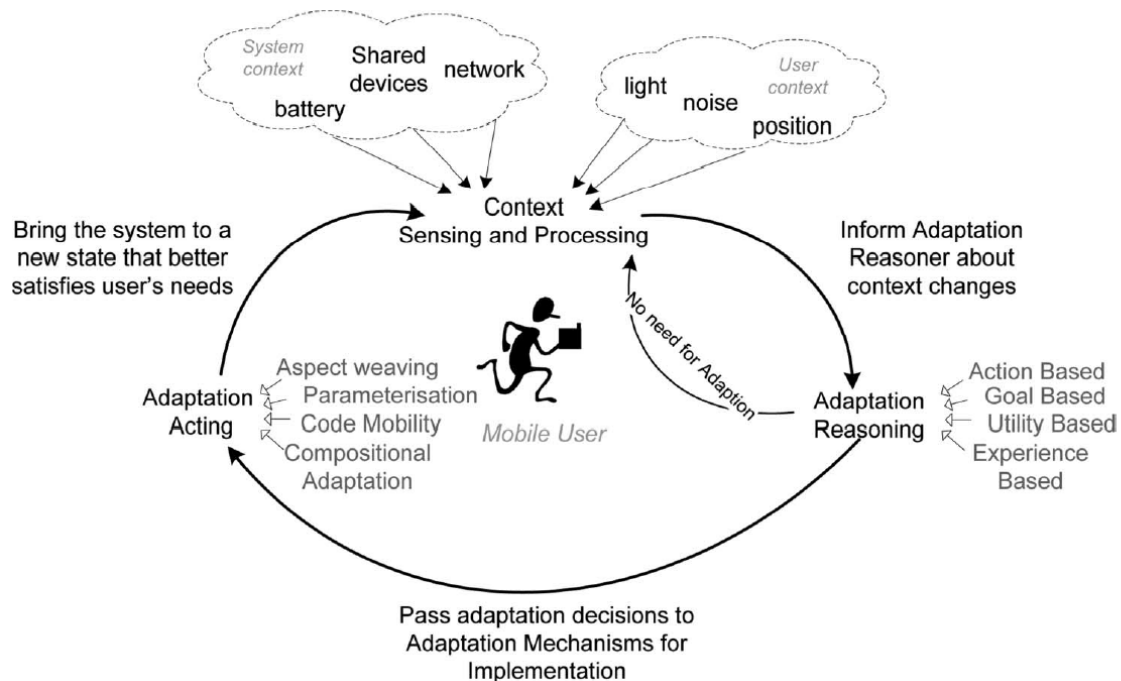 System
context
Shared
devices
network
battery
light
noise
User
context
position
Context
Sensing and Processing
Bring the system to a
new state that better
satisfies user's needs
Inform Adaptation
Reasoner about
context changes
No need for Adaption
Adaptation
Acting
Aspect weaving
Parameterisation
Code Mobility
Compositional
Adaptation
Mobile User
Adaptation
Reasoning
Action Based
Goal Based
Utility Based
Experience
Based
Pass adaptation decisions to
Adaptation Mechanisms for
Implementation